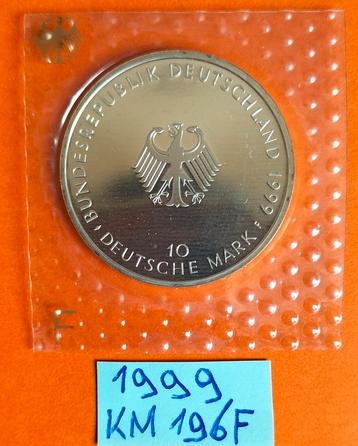 BUNDESREPUBLIK DEUTSCHLAND 1999
10
DEUTSCHE MARK F
F
1999
KM 196F